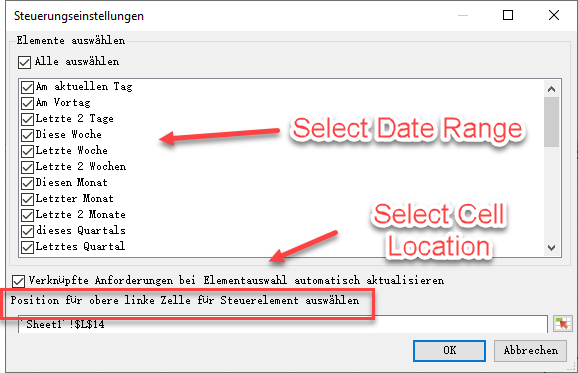 Steuerungseinstellungen
Elemente auswählen
Alle auswählen
Am aktuellen Tag
Am Vortag
Letzte 2 Tage
Diese Woche
Letzte Woche
Letzte 2 Wochen
Diesen Monat
Letzter Monat
Letzte 2 Monate
dieses Quartals
Letztes Quartal
Select Date Range
Select Cell
Location
Verknüpfte Anforderungen bei Elementauswahl automatisch aktualisieren
Position für obere linke Zelle für Steuerelement auswählen
`Sheet1`!$L$14
OK
Abbrechen